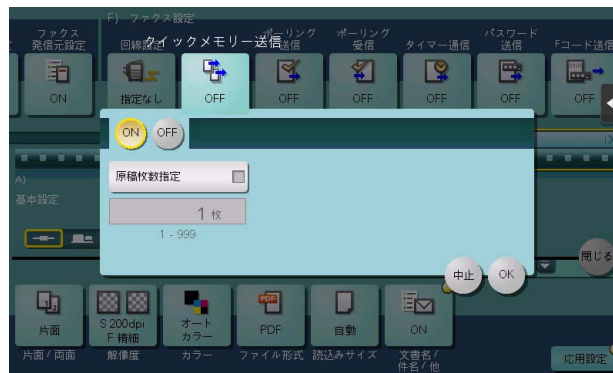 F) ファクス設定
ファクス
発信元設定
回線設定
クイックメモリー送信
ポーリング
送信
ポーリング
受信
タイマー通信
パスワード
送信
Fコード送信
ON
指定なし
OFF
OFF
OFF
OFF
OFF
OFF
ON
OFF
原稿枚数指定
1 枚
1 - 999
中止
OK
A)
基本設定
閉じる
片面
S 200dpi
F 精細
オート
カラー
PDF
自動
ON
片面 / 両面
解像度
カラー
ファイル形式
読込みサイズ
文書名 /
件名 / 他
応用設定